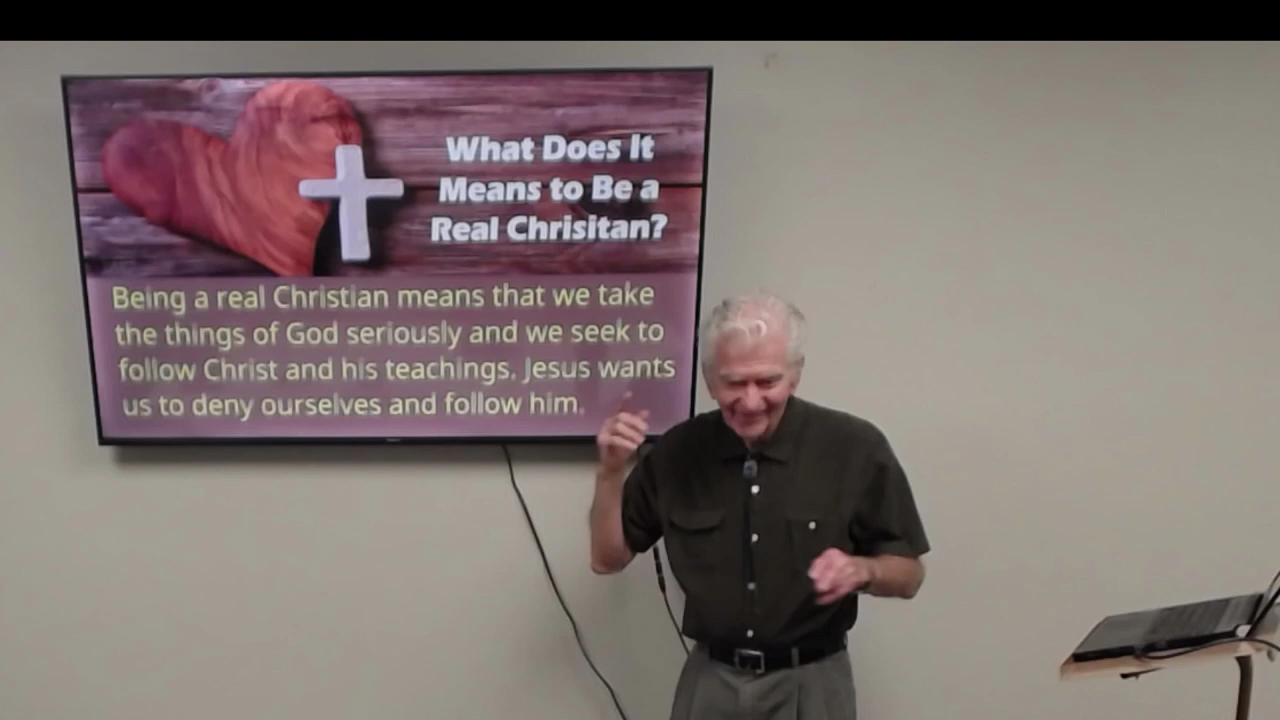 What Does It
Means to Be a
Real Chrisitan?
Being a real Christian means that we take
the things of God seriously and we seek to
follow Christ and his teachings. Jesus wants
us to deny ourselves and follow him.